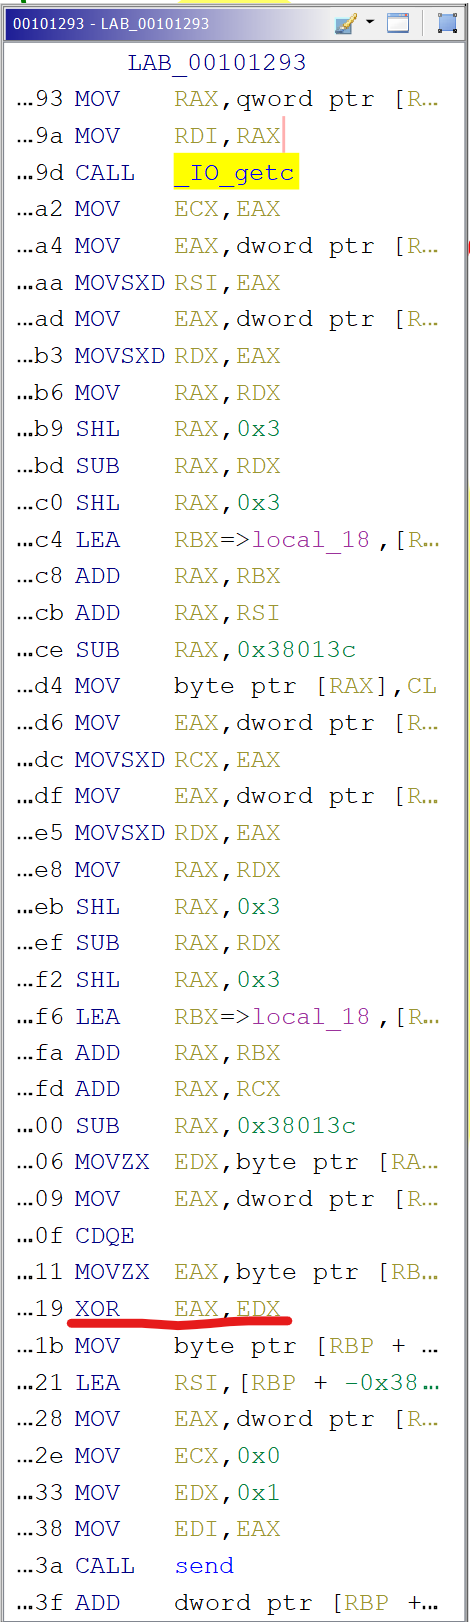 00101293 - LAB_00101293
LAB_00101293
...93 MOV RAX,qword ptr [R...
...9a MOV RDI,RAX
...9d CALL _IO_getc
...a2 MOV ECX,EAX
...a4 MOV EAX,dword ptr [R...
...aa MOVSXD RSI,EAX
...ad MOV EAX,dword ptr [R...
...b3 MOVSXD RDX,EAX
...b6 MOV RAX,RDX
...b9 SHL RAX,0x3
...bd SUB RAX,RDX
...c0 SHL RAX,0x3
...c4 LEA RBX=>local_18,[R...
...c8 ADD RAX,RBX
...cb ADD RAX,RSI
...ce SUB RAX,0x38013c
...d4 MOV byte ptr [RAX],CL
...d6 MOV EAX,dword ptr [R...
...dc MOVSXD RCX,EAX
...df MOV EAX,dword ptr [R...
...e5 MOVSXD RDX,EAX
...e8 MOV RAX,RDX
...eb SHL RAX,0x3
...ef SUB RAX,RDX
...f2 SHL RAX,0x3
...f6 LEA RBX=>local_18,[R...
...fa ADD RAX,RBX
...fd ADD RAX,RCX
...00 SUB RAX,0x38013c
...06 MOVZX EDX,byte ptr [RA...
...09 MOV EAX,dword ptr [R...
...0f CDQE
...11 MOVZX EAX,byte ptr [RB...
...19 XOR EAX,EDX
...1b MOV byte ptr [RBP + ...
...21 LEA RSI,[RBP + -0x38...
...28 MOV EAX,dword ptr [R...
...2e MOV ECX,0x0
...33 MOV EDX,0x1
...38 MOV EDI,EAX
...3a CALL send
...3f ADD dword ptr [RBP +...